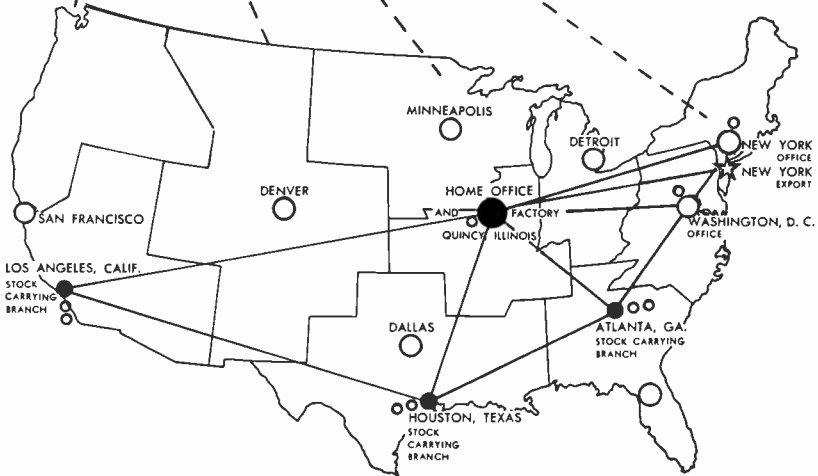 MINNEAPOLIS
DETROIT
NEW YORK
OFFICE
NEW YORK
EXPORT
HOME OFFICE
AND FACTORY
QUINCY ILLINOIS
DENVER
SAN FRANCISCO
WASHINGTON, D. C.
OFFICE
LOS ANGELES, CALIF.
STOCK
CARRYING
BRANCH
DALLAS
ATLANTA, GA.
STOCK CARRYING
BRANCH
HOUSTON, TEXAS
STOCK
CARRYING
BRANCH